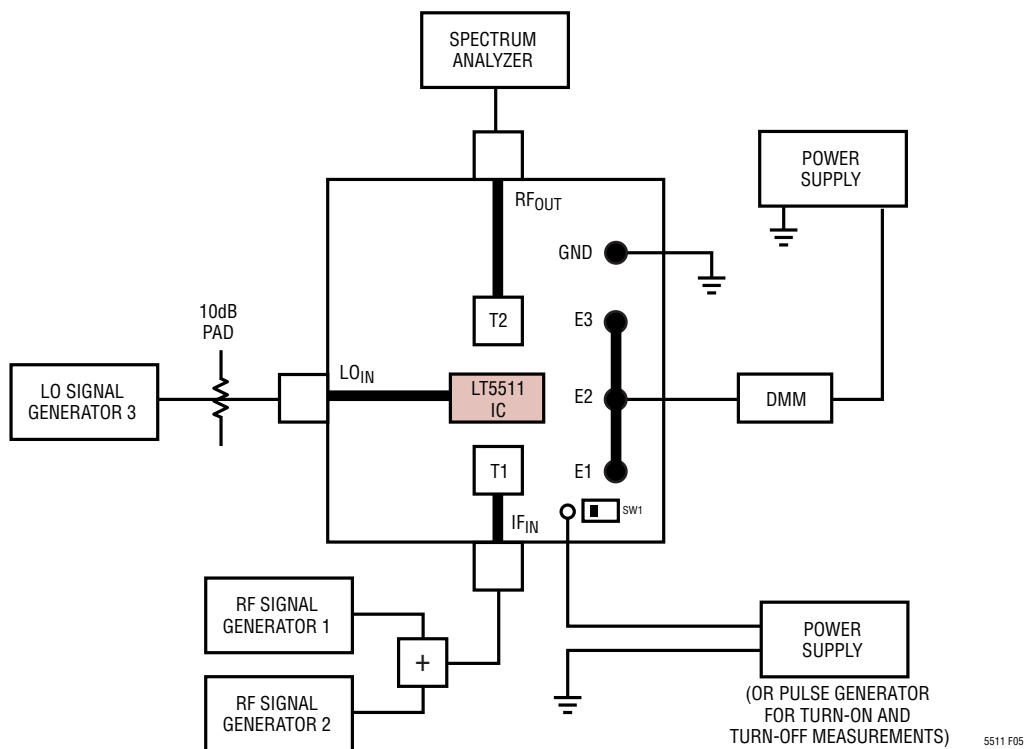 SPECTRUM
ANALYZER
POWER
SUPPLY
RFOUT
GND
10dB
PAD
T2
E3
LO SIGNAL
GENERATOR 3
LOIN
LT5511
IC
E2
DMM
T1
E1
SW1
IFIN
RF SIGNAL
GENERATOR 1
+
RF SIGNAL
GENERATOR 2
POWER
SUPPLY
(OR PULSE GENERATOR
FOR TURN-ON AND
TURN-OFF MEASUREMENTS)
5511 F05